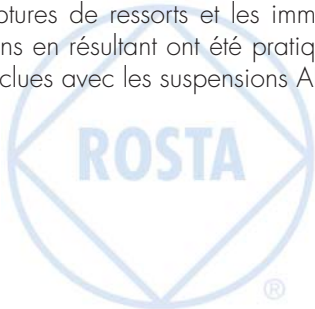 ptures de ressorts et les imm
ns en résultant ont été pratiq
clues avec les suspensions A
ROSTA
®